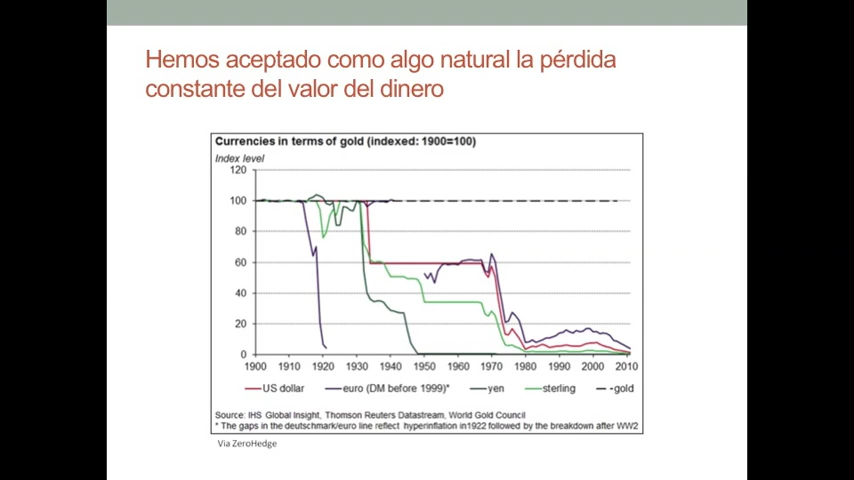 Hemos aceptado como algo natural la pérdida
constante del valor del dinero
Currencies in terms of gold (indexed: 1900=100)
Index level
120
100
80
60
40
20
0
1900 1910 1920 1930 1940 1950 1960 1970 1980 1990 2000 2010
US dollar euro (DM before 1999)* yen sterling gold
Source: IHS Global Insight, Thomson Reuters Datastream, World Gold Council
* The gaps in the deutschmark/euro line reflect hyperinflation in1922 followed by the breakdown after WW2
Via ZeroHedge